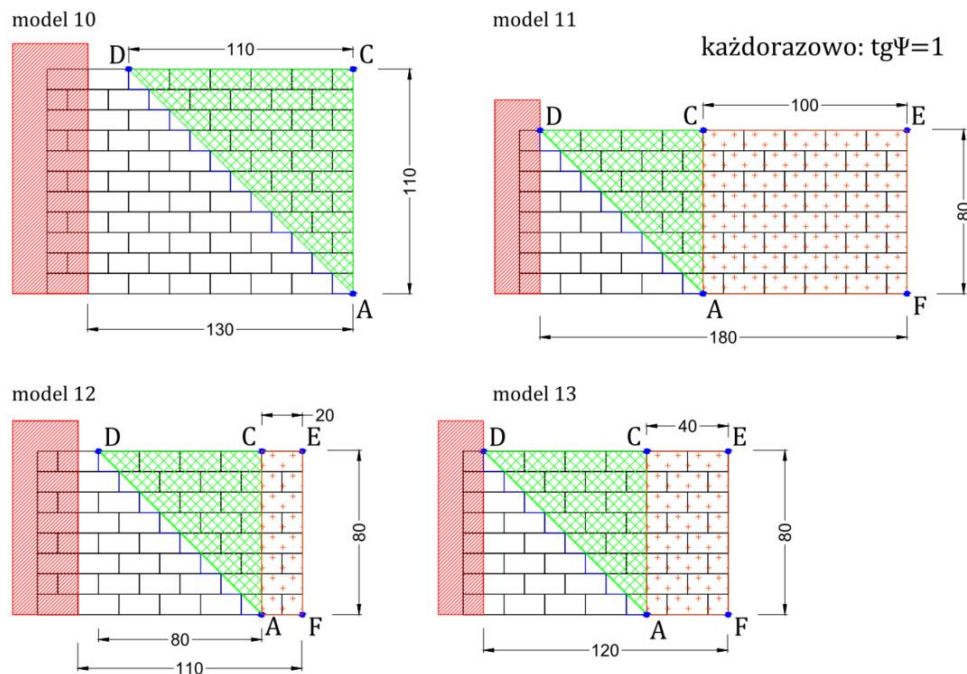 model 10
D
110
C
110
A
130
model 11
każdorazowo: tgΨ=1
100
D
C
E
80
A
F
180
model 12
20
D
C
E
80
A
F
80
110
model 13
40
D
C
E
80
A
F
120